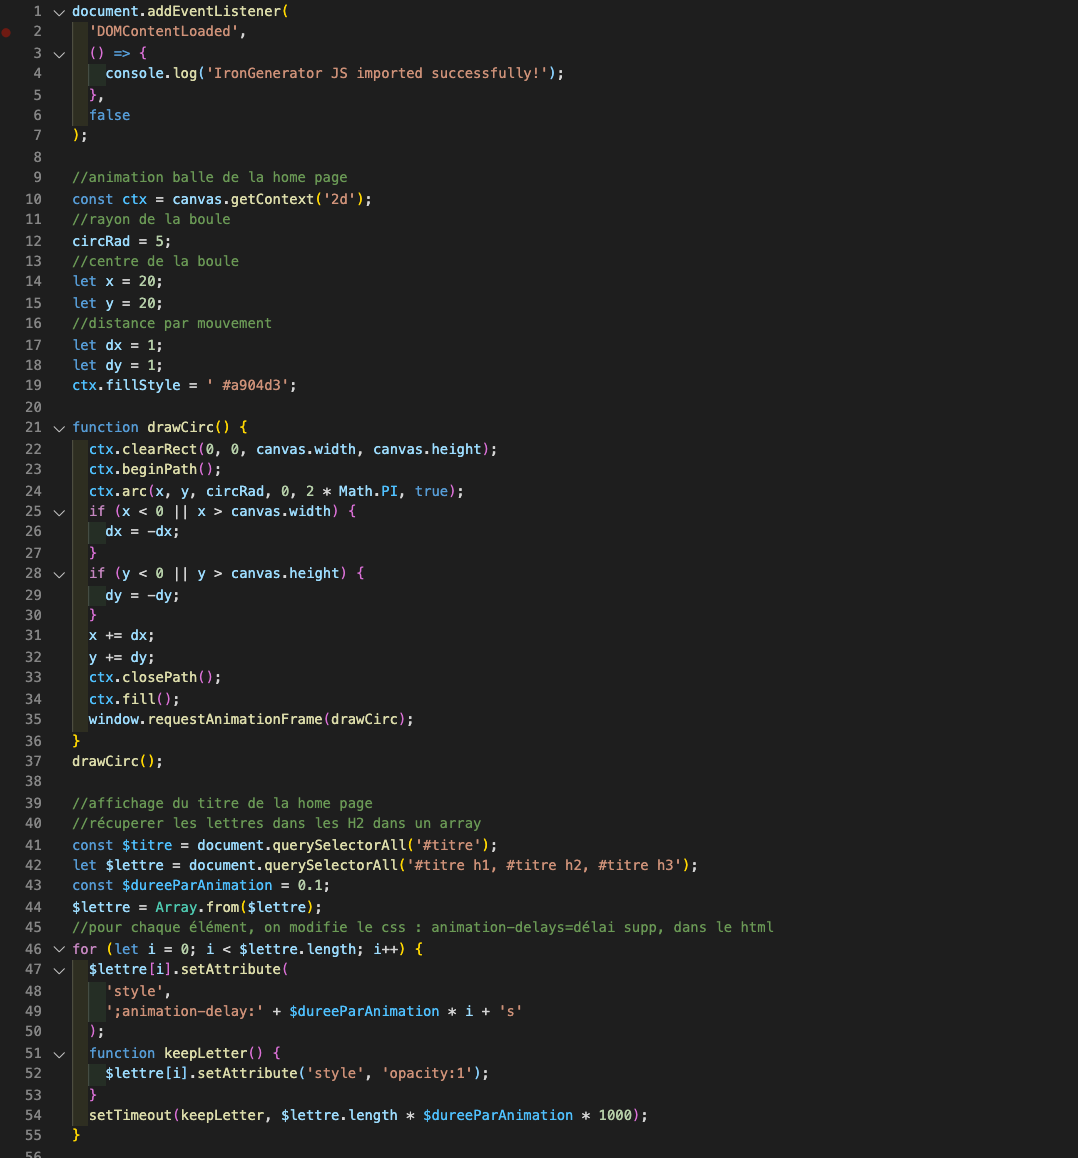 1 document.addEventListener(
2 'DOMContentLoaded',
3 () => {
4 console.log('IronGenerator JS imported successfully!');
5 },
6 false
7 );
8
9 //animation balle de la home page
10 const ctx = canvas.getContext('2d');
11 //rayon de la boule
12 circRad = 5;
13 //centre de la boule
14 let x = 20;
15 let y = 20;
16 //distance par mouvement
17 let dx = 1;
18 let dy = 1;
19 ctx.fillStyle = ' #a904d3';
20
21 function drawCirc() {
22 ctx.clearRect(0, 0, canvas.width, canvas.height);
23 ctx.beginPath();
24 ctx.arc(x, y, circRad, 0, 2 * Math.PI, true);
25 if (x < 0 || x > canvas.width) {
26 dx = -dx;
27 }
28 if (y < 0 || y > canvas.height) {
29 dy = -dy;
30 }
31 x += dx;
32 y += dy;
33 ctx.closePath();
34 ctx.fill();
35 window.requestAnimationFrame(drawCirc);
36 }
37 drawCirc();
38
39 //affichage du titre de la home page
40 //récuperer les lettres dans les H2 dans un array
41 const $titre = document.querySelectorAll('#titre');
42 let $lettre = document.querySelectorAll('#titre h1, #titre h2, #titre h3');
43 const $dureeParAnimation = 0.1;
44 $lettre = Array.from($lettre);
45 //pour chaque élément, on modifie le css : animation-delays=délai supp, dans le html
46 for (let i = 0; i < $lettre.length; i++) {
47 $lettre[i].setAttribute(
48 'style',
49 ';animation-delay:' + $dureeParAnimation * i + 's'
50 );
51 function keepLetter() {
52 $lettre[i].setAttribute('style', 'opacity:1');
53 }
54 setTimeout(keepLetter, $lettre.length * $dureeParAnimation * 1000);
55 }
56